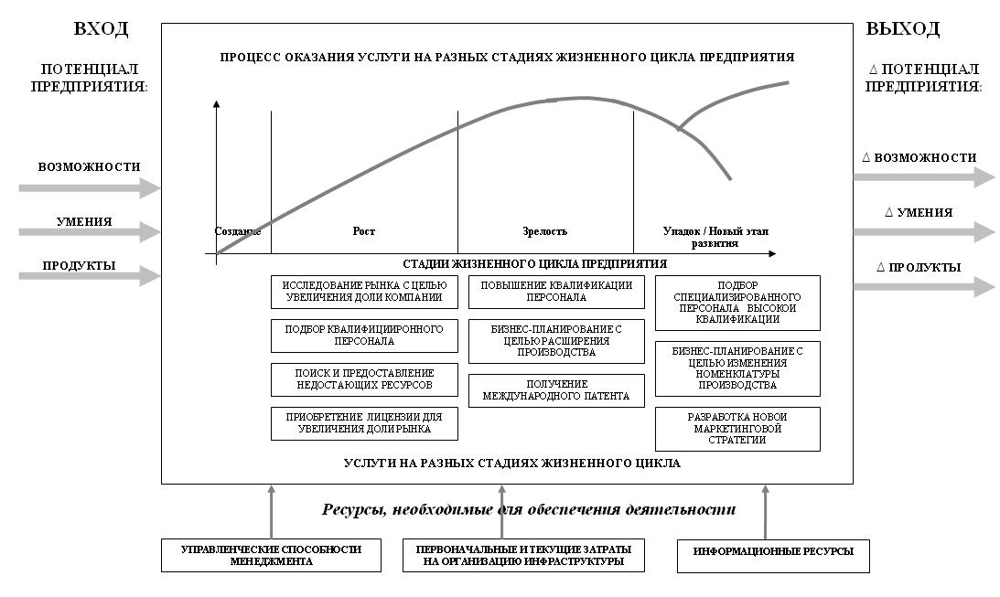 ВХОД
ВЫХОД
ПОТЕНЦИАЛ
ПРЕДПРИЯТИЯ:
ПРОЦЕСС ОКАЗАНИЯ УСЛУГИ НА РАЗНЫХ СТАДИЯХ ЖИЗНЕННОГО ЦИКЛА ПРЕДПРИЯТИЯ
Δ ПОТЕНЦИАЛ
ПРЕДПРИЯТИЯ:
ВОЗМОЖНОСТИ
УМЕНИЯ
ПРОДУКТЫ
Δ ВОЗМОЖНОСТИ
Δ УМЕНИЯ
Δ ПРОДУКТЫ
Создание
Рост
Зрелость
Упадок / Новый этап
развития
СТАДИИ ЖИЗНЕННОГО ЦИКЛА ПРЕДПРИЯТИЯ
ИССЛЕДОВАНИЕ РЫНКА С ЦЕЛЬЮ
УВЕЛИЧЕНИЯ ДОЛИ КОМПАНИИ
ПОДБОР КВАЛИФИЦИИРОННОГО
ПЕРСОНАЛА
ПОИСК И ПРЕДОСТАВЛЕНИЕ
НЕДОСТАЮЩИХ РЕСУРСОВ
ПРИОБРЕТЕНИЕ ЛИЦЕНЗИИ ДЛЯ
УВЕЛИЧЕНИЯ ДОЛИ РЫНКА
ПОВЫШЕНИЕ КВАЛИФИКАЦИИ
ПЕРСОНАЛА
БИЗНЕС-ПЛАНИРОВАНИЕ С
ЦЕЛЬЮ РАСШИРЕНИЯ
ПРОИЗВОДСТВА
ПОЛУЧЕНИЕ
МЕЖДУНАРОДНОГО ПАТЕНТА
ПОДБОР
СПЕЦИАЛИЗИРОВАННОГО
ПЕРСОНАЛА ВЫСОКОЙ
КВАЛИФИКАЦИИ
БИЗНЕС-ПЛАНИРОВАНИЕ С
ЦЕЛЬЮ ИЗМЕНЕНИЯ
НОМЕНКЛАТУРЫ
ПРОИЗВОДСТВА
РАЗРАБОТКА НОВОЙ
МАРКЕТИНГОВОЙ
СТРАТЕГИИ
УСЛУГИ НА РАЗНЫХ СТАДИЯХ ЖИЗНЕННОГО ЦИКЛА
Ресурсы, необходимые для обеспечения деятельности
УПРАВЛЕНЧЕСКИЕ СПОСОБНОСТИ
МЕНЕДЖМЕНТА
ПЕРВОНАЧАЛЬНЫЕ И ТЕКУЩИЕ ЗАТРАТЫ
НА ОРГАНИЗАЦИЮ ИНФРАСТРУКТУРЫ
ИНФОРМАЦИОННЫЕ РЕСУРСЫ